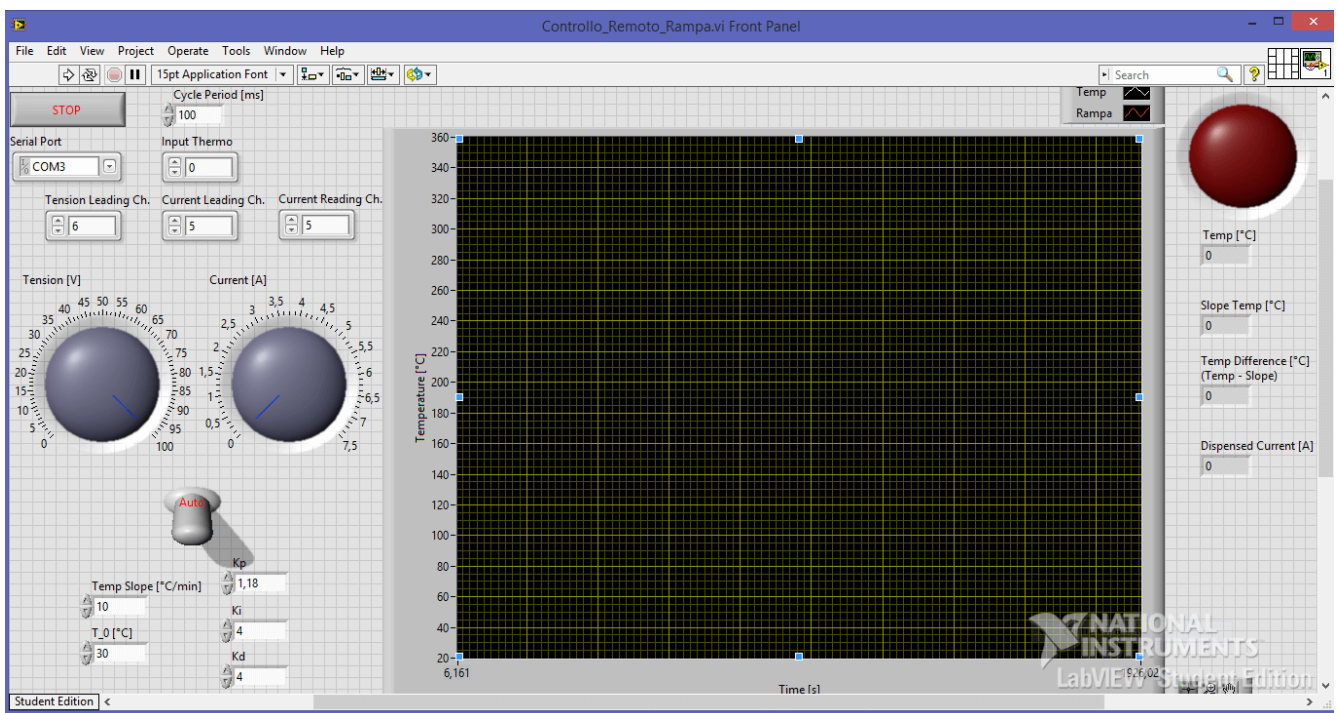 Controllo_Remoto_Rampa.vi Front Panel
File Edit View Project Operate Tools Window Help
15pt Application Font
Search
1
STOP
Cycle Period [ms]
100
Serial Port
COM3
Input Thermo
0
Tension Leading Ch.
6
Current Leading Ch.
5
Current Reading Ch.
5
Tension [V]
0 5 10 15 20 25 30 35 40 45 50 55 60 65 70 75 80 85 90 95 100
Current [A]
0 0,5 1 1,5 2 2,5 3 3,5 4 4,5 5 5,5 6 6,5 7 7,5
Auto
Temp Slope [°C/min]
10
T_0 [°C]
30
Kp
1,18
Ki
4
Kd
4
Temp
Rampa
Temperature [°C]
360
340
320
300
280
260
240
220
200
180
160
140
120
100
80
60
40
20
6,161
1926,02
Time [s]
Temp [°C]
0
Slope Temp [°C]
0
Temp Difference [°C]
(Temp - Slope)
0
Dispensed Current [A]
0
NATIONAL
INSTRUMENTS
LabVIEW Student Edition
Student Edition